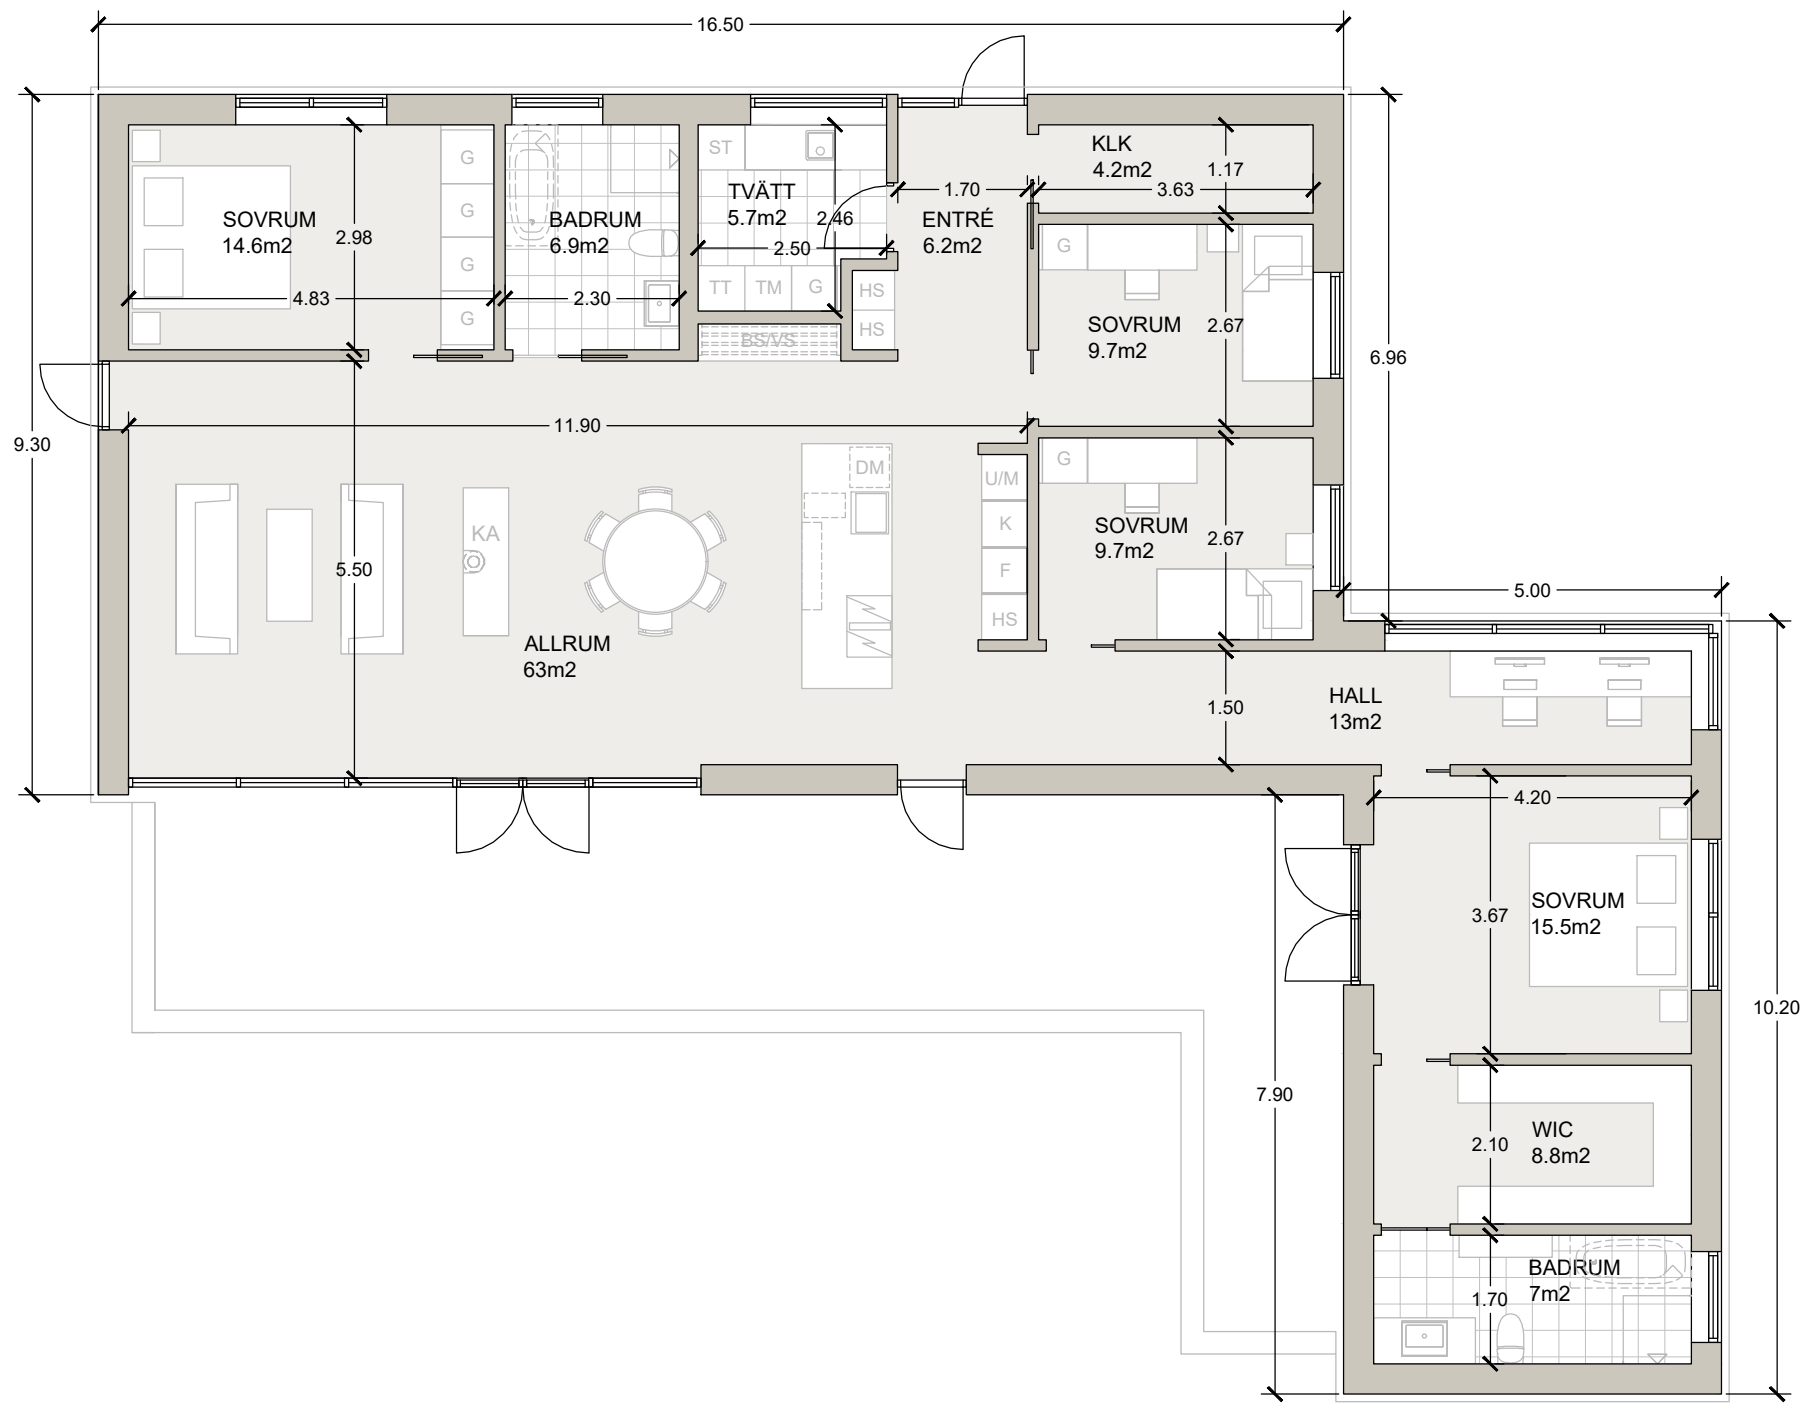 16.50
KLK
4.2m2
1.17
3.63
G
ST
TVÄTT
5.7m2
2.46
1.70
ENTRÉ
6.2m2
SOVRUM
14.6m2
2.98
G
BADRUM
6.9m2
2.50
G
G
4.83
G
2.30
TT
TM
G
HS
HS
BS/VS
G
SOVRUM
9.7m2
2.67
6.96
9.30
11.90
G
DM
U/M
K
F
HS
KA
5.50
SOVRUM
9.7m2
2.67
5.00
ALLRUM
63m2
HALL
13m2
1.50
4.20
SOVRUM
15.5m2
3.67
10.20
7.90
WIC
8.8m2
2.10
BADRUM
7m2
1.70